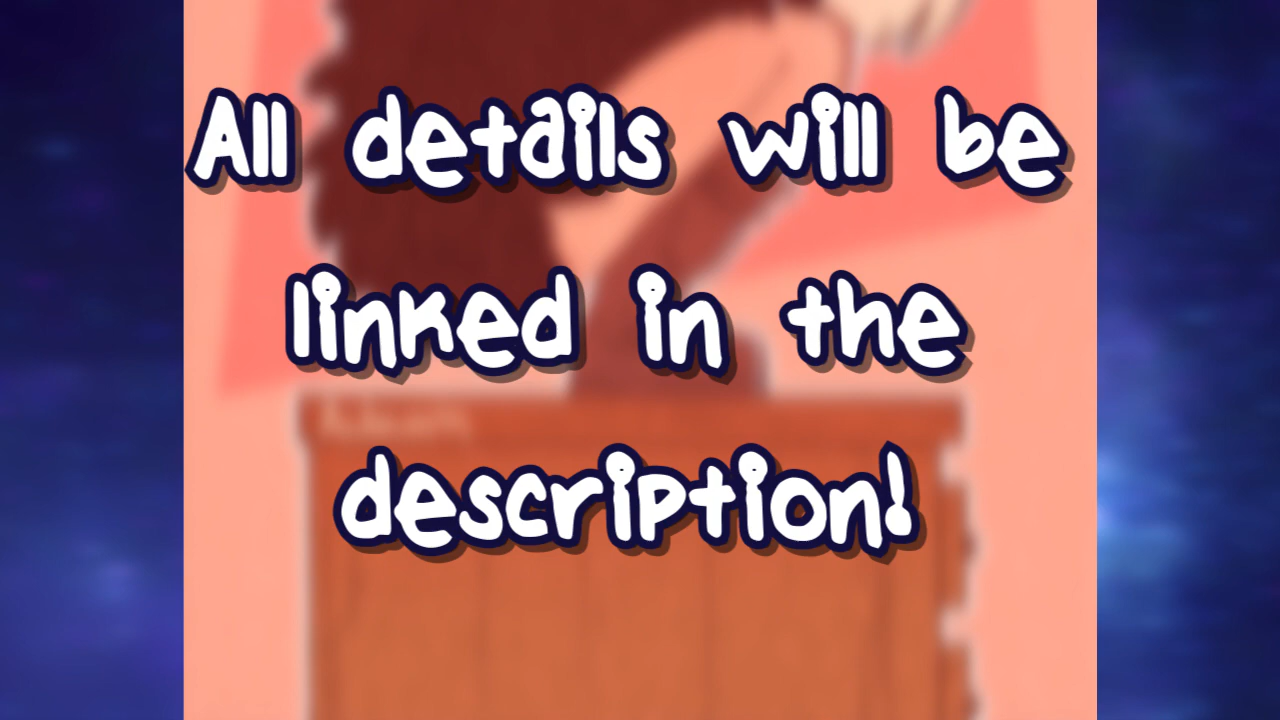 All details will be
linked in the
description!